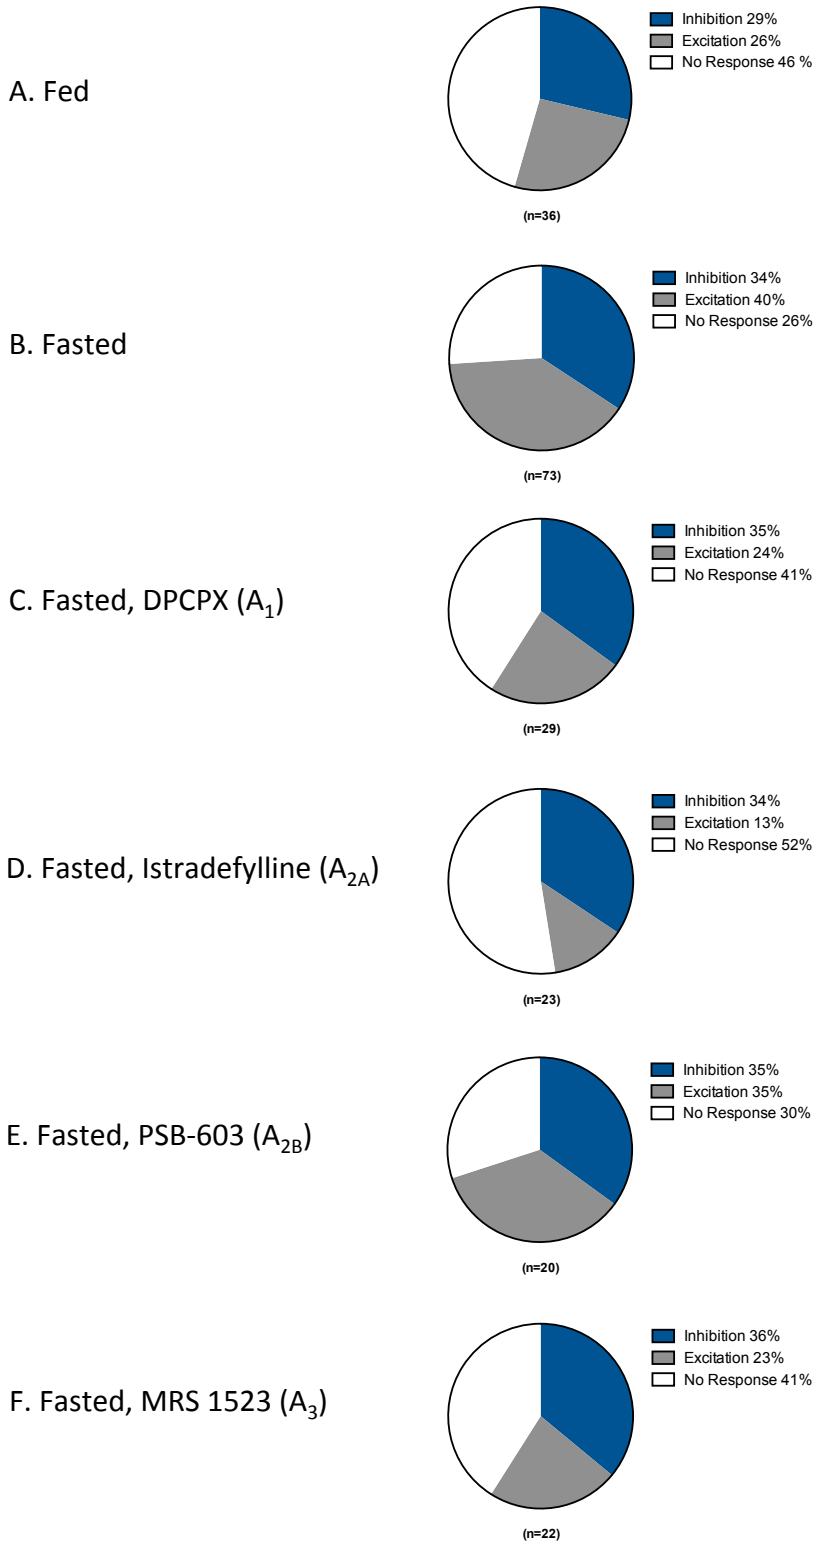 Inhibition 29%
Excitation 26%
No Response 46 %
A. Fed
(n=36)
Inhibition 34%
Excitation 40%
No Response 26%
B. Fasted
(n=73)
Inhibition 35%
Excitation 24%
No Response 41%
C. Fasted, DPCPX (A₁)
(n=29)
Inhibition 34%
Excitation 13%
No Response 52%
D. Fasted, Istradefylline (A₂A)
(n=23)
Inhibition 35%
Excitation 35%
No Response 30%
E. Fasted, PSB-603 (A₂B)
(n=20)
Inhibition 36%
Excitation 23%
No Response 41%
F. Fasted, MRS 1523 (A₃)
(n=22)